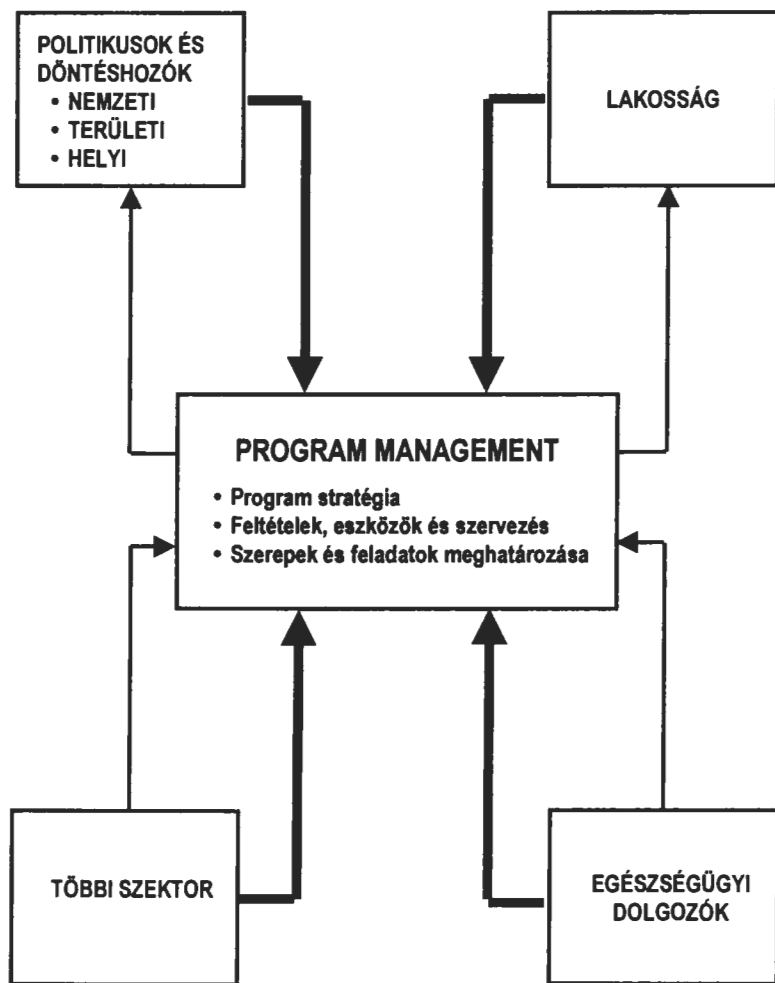 POLITIKUSOK ÉS
DÖNTÉSHOZÓK
• NEMZETI
• TERÜLETI
• HELYI
LAKOSSÁG
PROGRAM MANAGEMENT
• Program stratégia
• Feltételek, eszközök és szervezés
• Szerepek és feladatok meghatározása
TÖBBI SZEKTOR
EGÉSZSÉGÜGYI
DOLGOZÓK